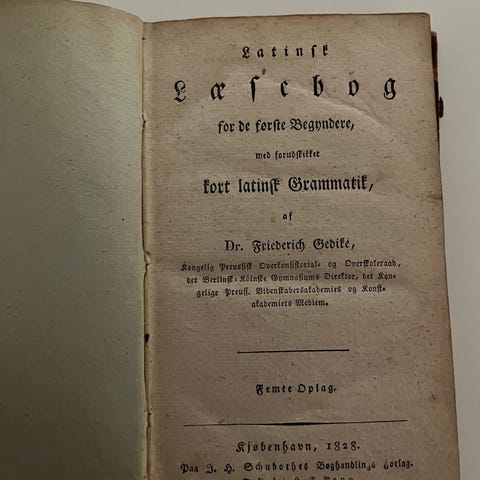 Latinsk
Læsebog
for de første Begyndere,
med forudskikket
kort latinsk Grammatik,
af
Dr. Friederich Gedike,
Kongelig Preussisk Overkonsistorial- og Overskoleraad,
det Berlinsk-Kölnske Gymnasiums Direktor, det Kon-
gelige Preuss. Videnskabersakademies og Konst-
akademiets Medlem.
Femte Oplag.
Kjøbenhavn, 1828.
Paa J. H. Schubothes Boghandlings Forlag.